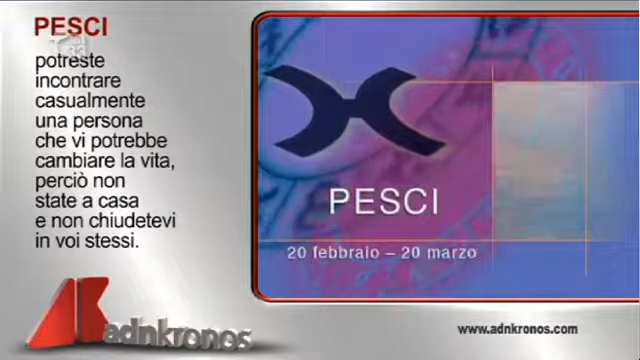 PESCI
potreste
incontrare
casualmente
una persona
che vi potrebbe
cambiare la vita,
perciò non
state a casa
e non chiudetevi
in voi stessi.
PESCI
20 febbraio – 20 marzo
adnkronos
www.adnkronos.com